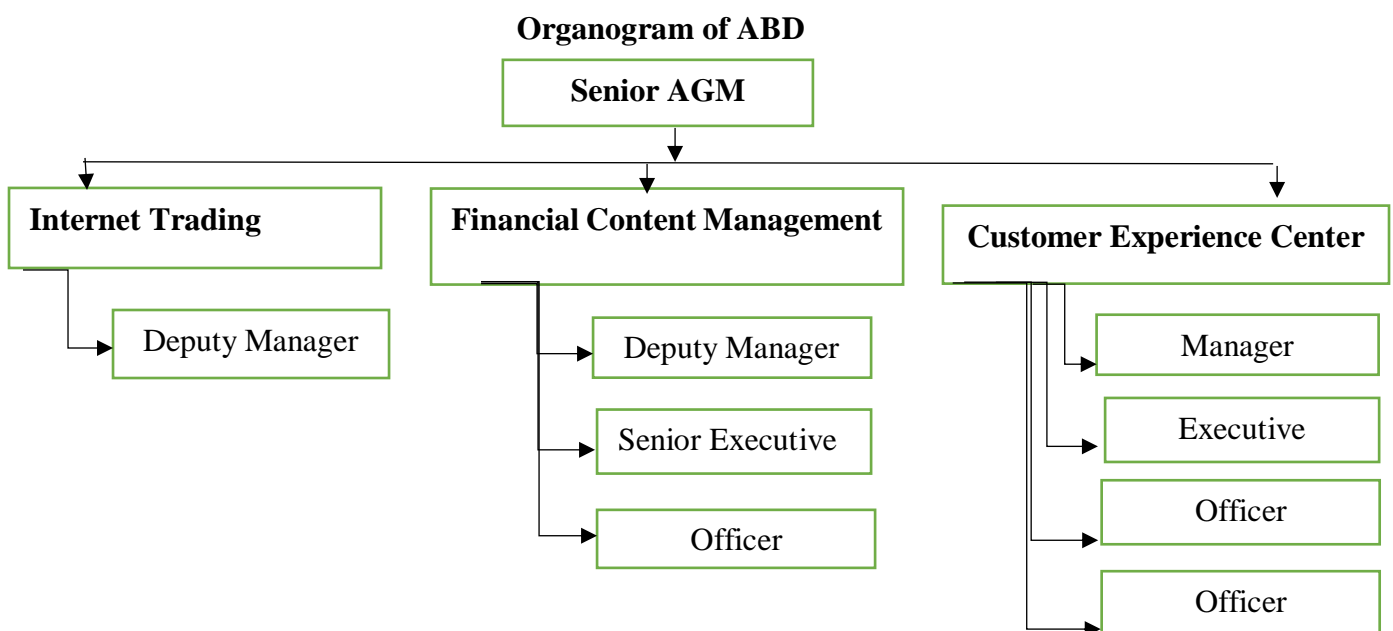 Organogram of ABD
Senior AGM
Internet Trading
Financial Content Management
Customer Experience Center
Deputy Manager
Deputy Manager
Senior Executive
Officer
Manager
Executive
Officer
Officer